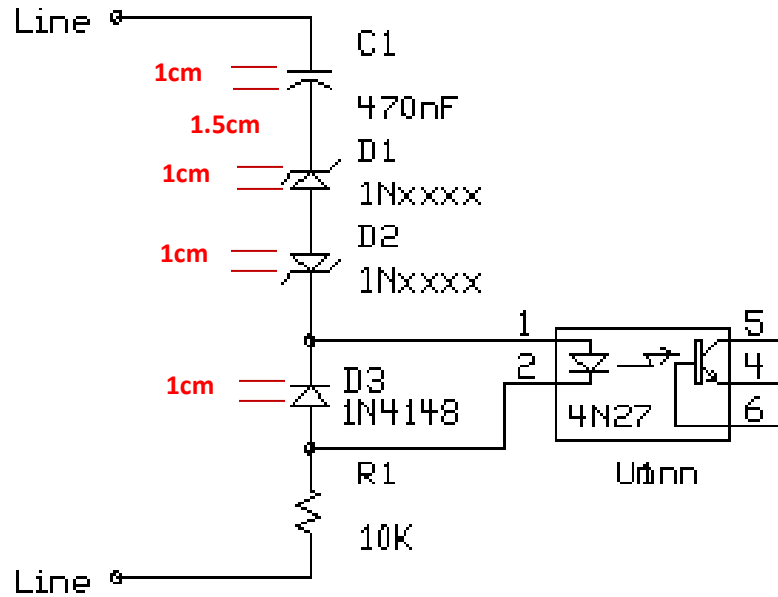 Line
C1
1cm
470nF
1.5cm
D1
1cm
1Nxxxx
D2
1cm
1Nxxxx
1
5
2
4
D3
1cm
1N4148
4N27
6
R1
10K
Line